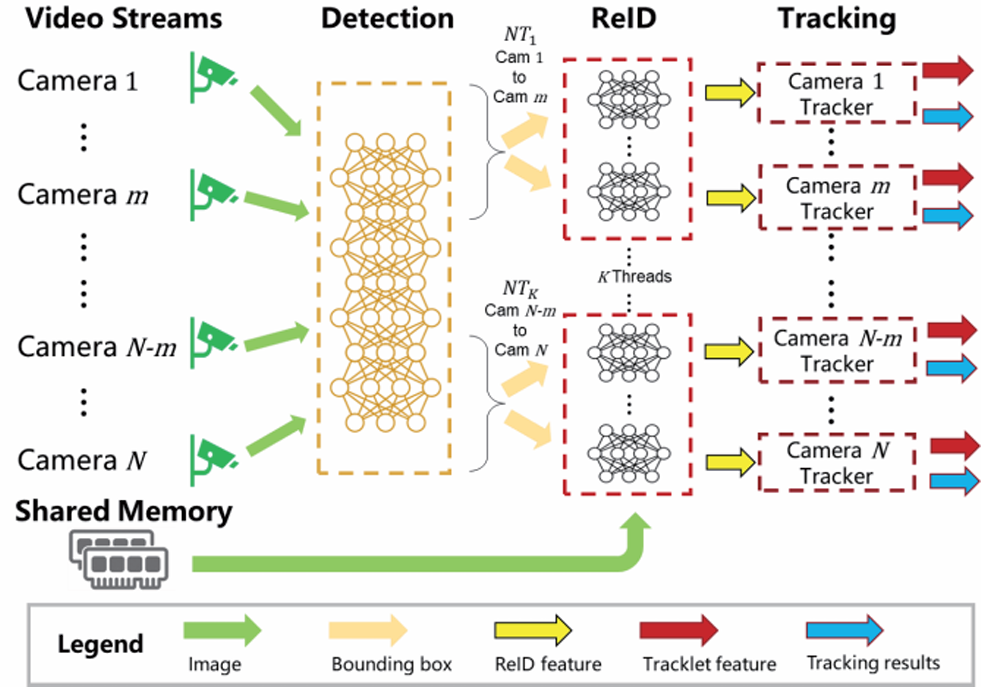 Video Streams
Detection
ReID
Tracking
Camera 1
Camera m
Camera N-m
Camera N
NT₁
Cam 1
to
Cam m
NTₖ
Cam N-m
to
Cam N
K Threads
Camera 1
Tracker
Camera m
Tracker
Camera N-m
Tracker
Camera N
Tracker
Shared Memory
Legend
Image
Bounding box
ReID feature
Tracklet feature
Tracking results